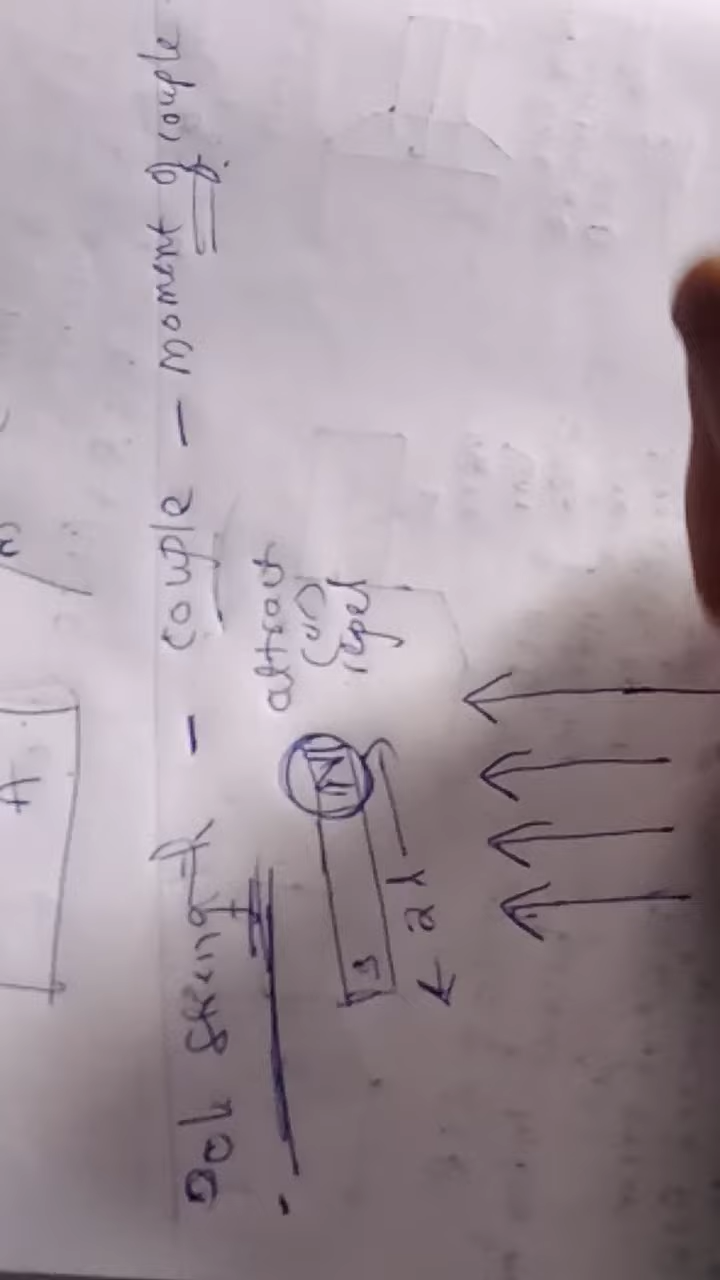 Pole strength - couple - moment of couple
attract
(or)
repel
N
S
← 2l →
A